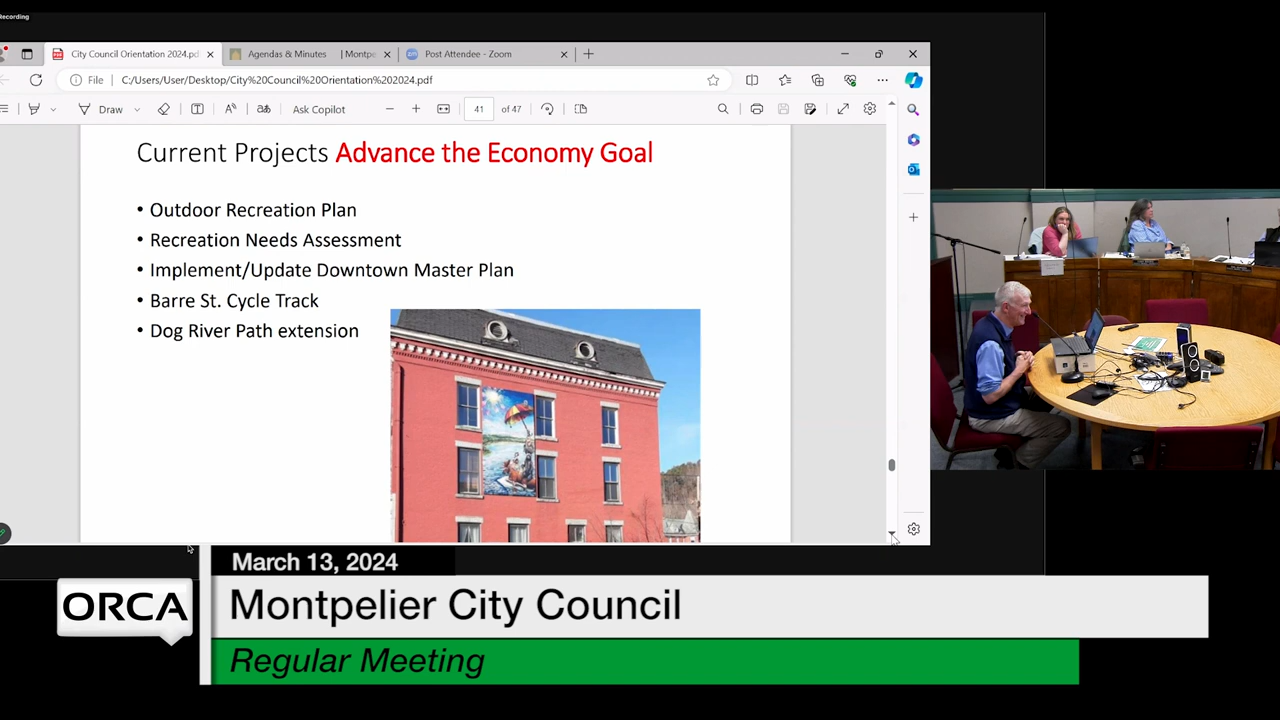 Recording
City Council Orientation 2024.pd
Agendas & Minutes | Montpe
Post Attendee - Zoom
File C:/Users/User/Desktop/City%20Council%20Orientation%202024.pdf
Draw Ask Copilot 41 of 47
Current Projects Advance the Economy Goal
• Outdoor Recreation Plan
• Recreation Needs Assessment
• Implement/Update Downtown Master Plan
• Barre St. Cycle Track
• Dog River Path extension
March 13, 2024
ORCA
Montpelier City Council
Regular Meeting